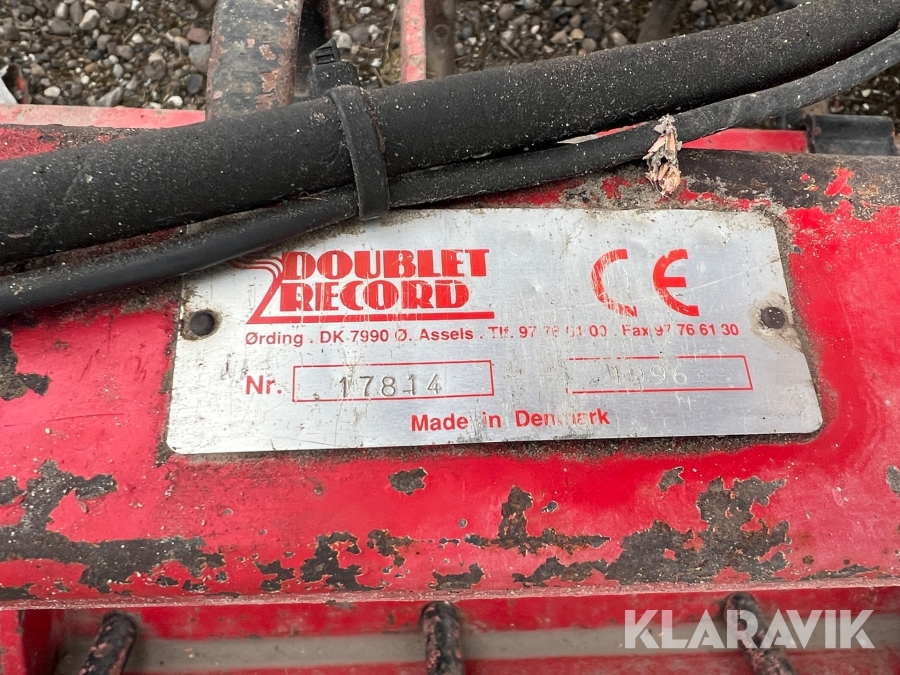 DOUBLET
RECORD
CE
Ørding . DK-7990 Ø. Assels . Tlf. 97 76 61 00 . Fax 97 76 61 30
Nr. 17814 1996
Made in Denmark
KLARAVIK